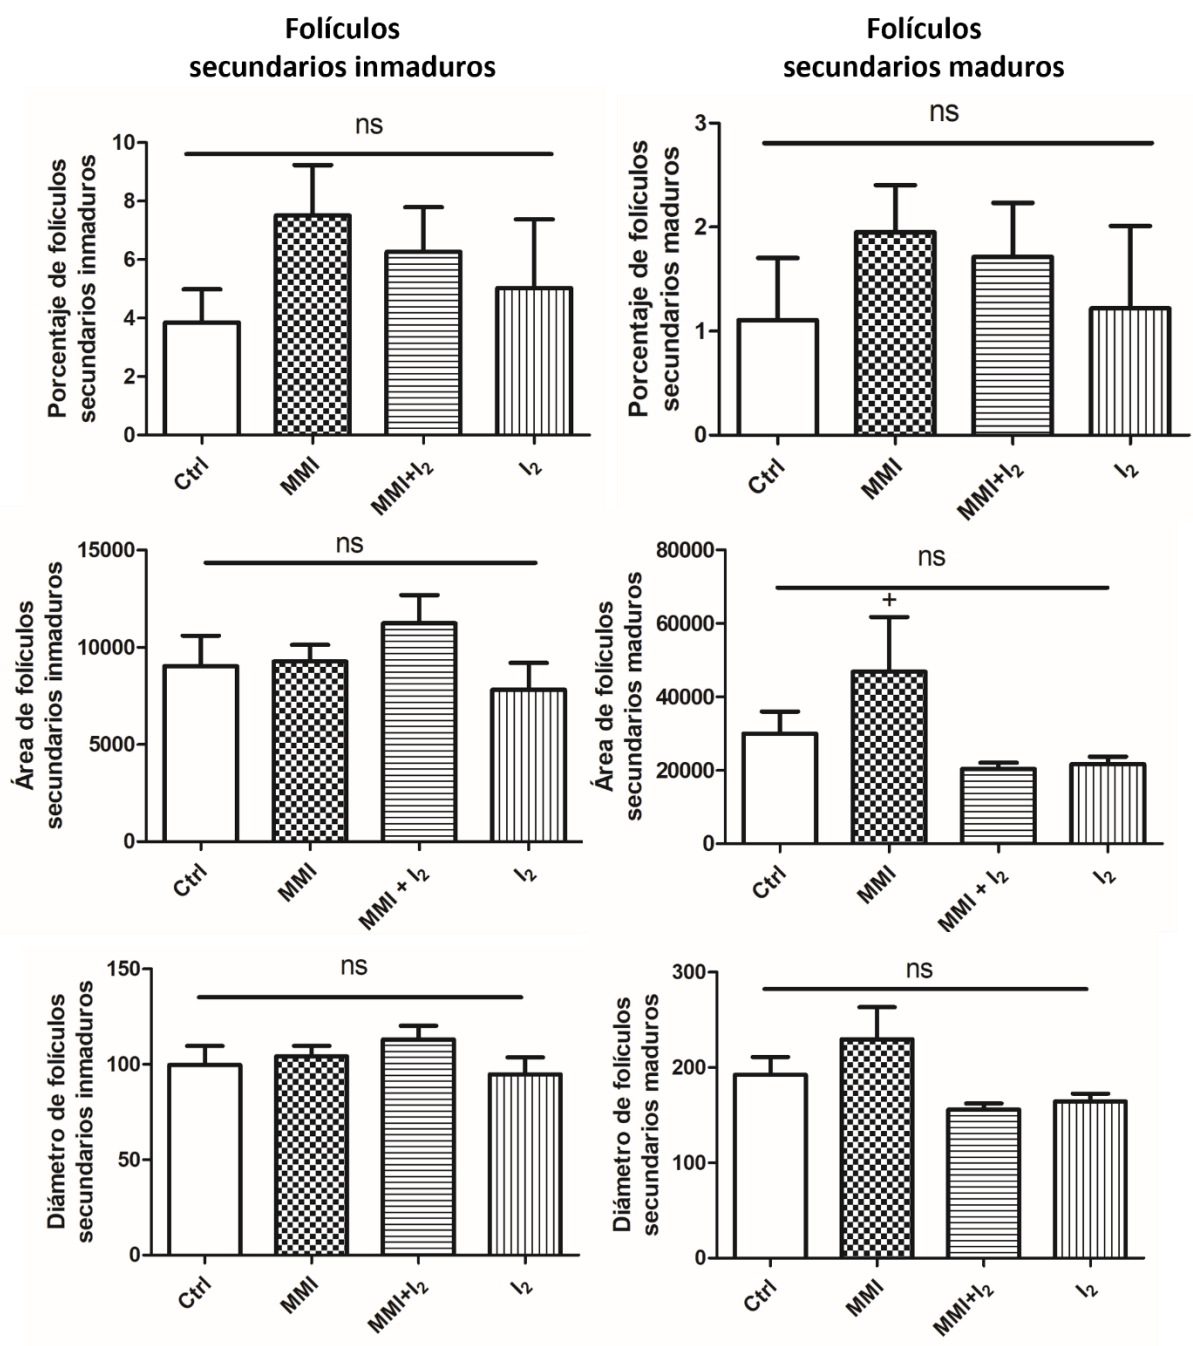 Folículos
secundarios inmaduros
Folículos
secundarios maduros
Porcentaje de folículos
secundarios inmaduros
10
8
6
4
2
0
ns
Ctrl
MMI
MMI+I₂
I₂
Porcentaje de folículos
secundarios maduros
3
2
1
0
ns
Ctrl
MMI
MMI+I₂
I₂
Área de folículos
secundarios inmaduros
15000
10000
5000
0
ns
Ctrl
MMI
MMI + I₂
I₂
Área de folículos
secundarios maduros
80000
60000
40000
20000
0
ns
+
Ctrl
MMI
MMI + I₂
I₂
Diámetro de folículos
secundarios inmaduros
150
100
50
0
ns
Ctrl
MMI
MMI+I₂
I₂
Diámetro de folículos
secundarios maduros
300
200
100
0
ns
Ctrl
MMI
MMI+I₂
I₂